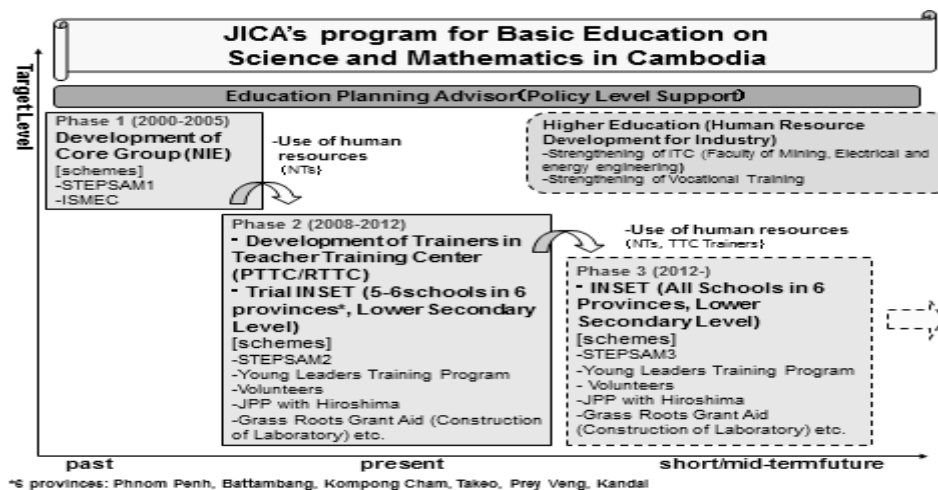 JICA's program for Basic Education on
Science and Mathematics in Cambodia
Target Level
Education Planning Advisor(Policy Level Support)
Phase 1 (2000-2005)
Development of
Core Group (NIE)
[schemes]
-STEPSAM1
-ISMEC
-Use of human
resources
(NTs)
Higher Education (Human Resource
Development for Industry)
-Strengthening of ITC (Faculty of Mining, Electrical and
energy engineering)
-Strengthening of Vocational Training
Phase 2 (2008-2012)
・Development of Trainers in
Teacher Training Center
(PTTC/RTTC)
・Trial INSET (5-6schools in 6
provinces*, Lower Secondary
Level)
[schemes]
-STEPSAM2
-Young Leaders Training Program
-Volunteers
-JPP with Hiroshima
-Grass Roots Grant Aid (Construction
of Laboratory) etc.
-Use of human resources
(NTs, TTC Trainers)
Phase 3 (2012-)
・INSET (All Schools in 6
Provinces, Lower
Secondary Level)
[schemes]
-STEPSAM3
-Young Leaders Training Program
- Volunteers
-JPP with Hiroshima
-Grass Roots Grant Aid
(Construction of Laboratory) etc.
past present short/mid-termfuture
*6 provinces: Phnom Penh, Battambang, Kompong Cham, Takeo, Prey Veng, Kandal